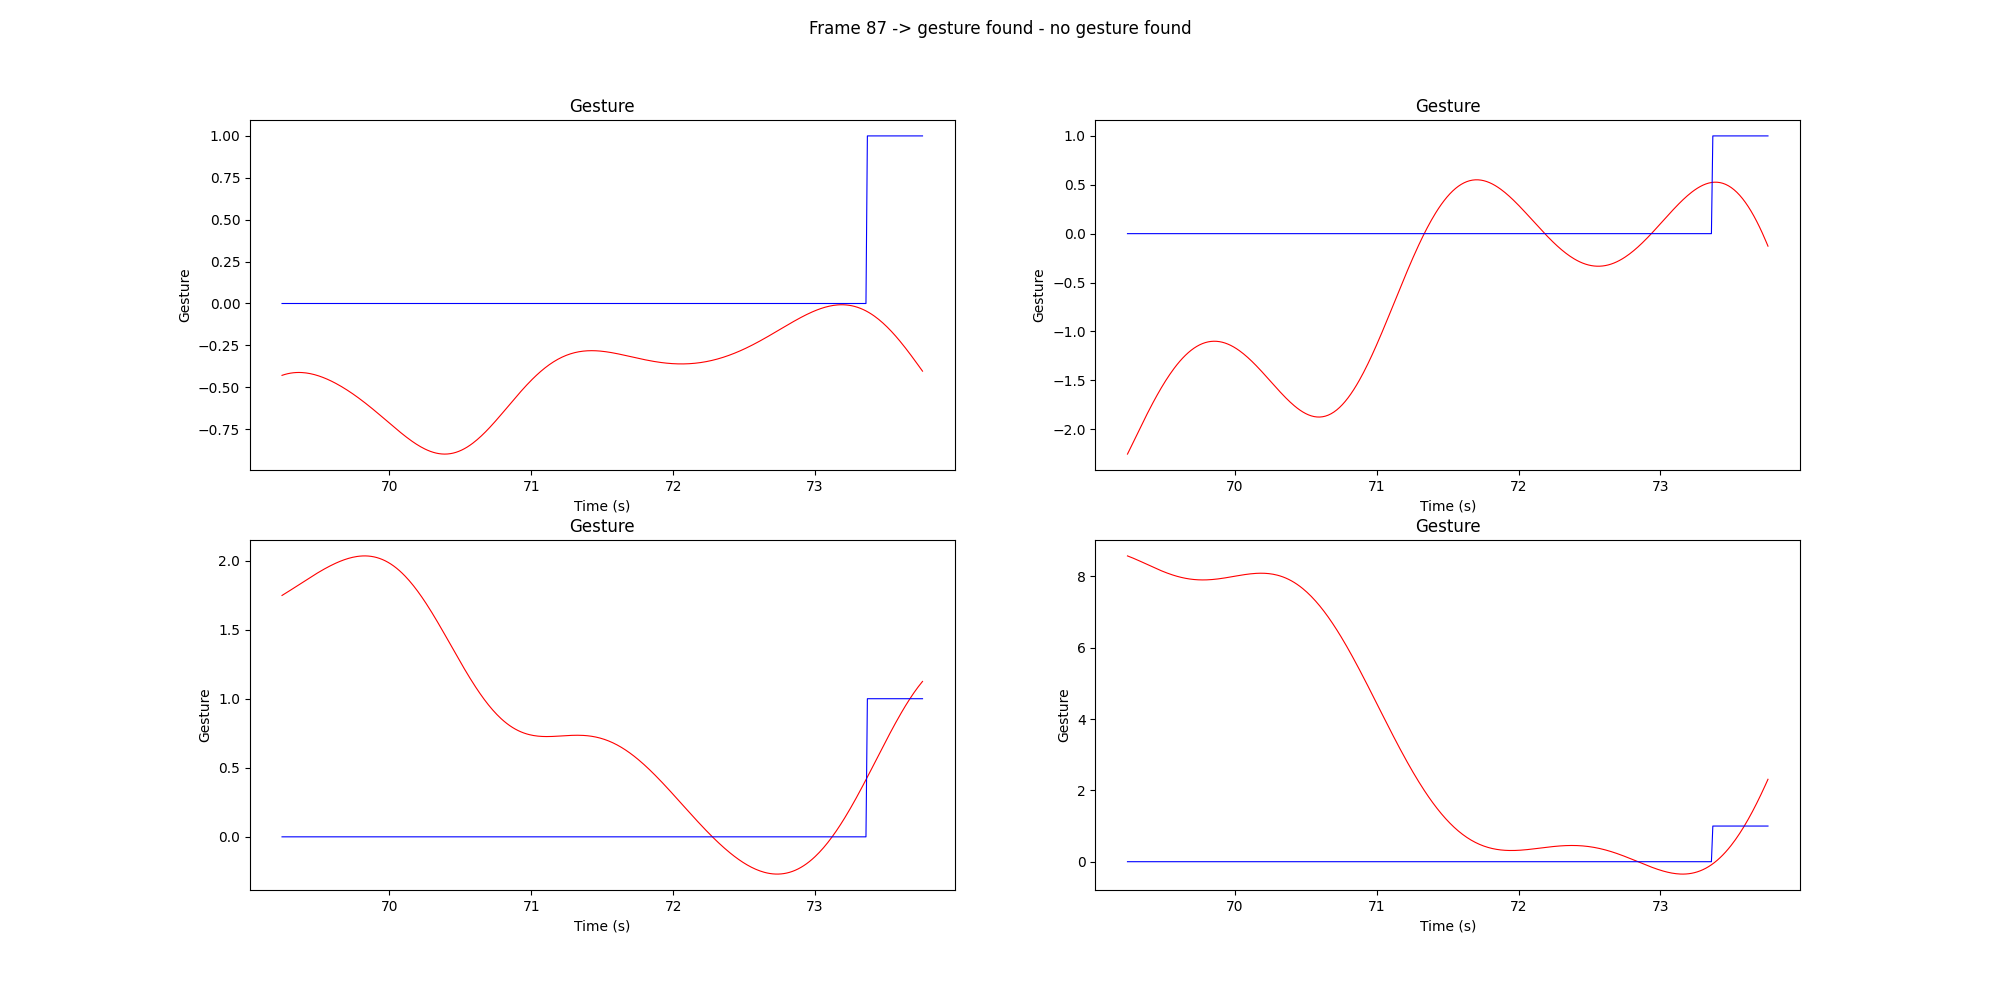 Frame 87 -> gesture found - no gesture found
Gesture
1.00
0.75
0.50
0.25
0.00
−0.25
−0.50
−0.75
Gesture
70 71 72 73
Time (s)
Gesture
1.0
0.5
0.0
−0.5
−1.0
−1.5
−2.0
Gesture
70 71 72 73
Time (s)
Gesture
2.0
1.5
1.0
0.5
0.0
Gesture
70 71 72 73
Time (s)
Gesture
8
6
4
2
0
Gesture
70 71 72 73
Time (s)